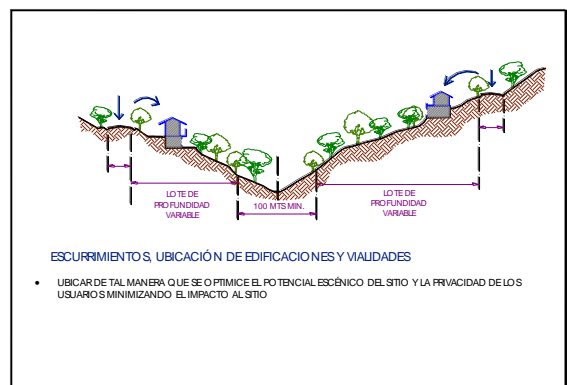 LOTE DE
PROFUNDIDAD
VARIABLE
100 MTS MIN.
LOTE DE
PROFUNDIDAD
VARIABLE
ESCURRIMIENTOS, UBICACIÓN DE EDIFICACIONES Y VIALIDADES
• UBICAR DE TAL MANERA QUE SE OPTIMICE EL POTENCIAL ESCÉNICO DEL SITIO Y LA PRIVACIDAD DE LOS
USUARIOS MINIMIZANDO EL IMPACTO AL SITIO